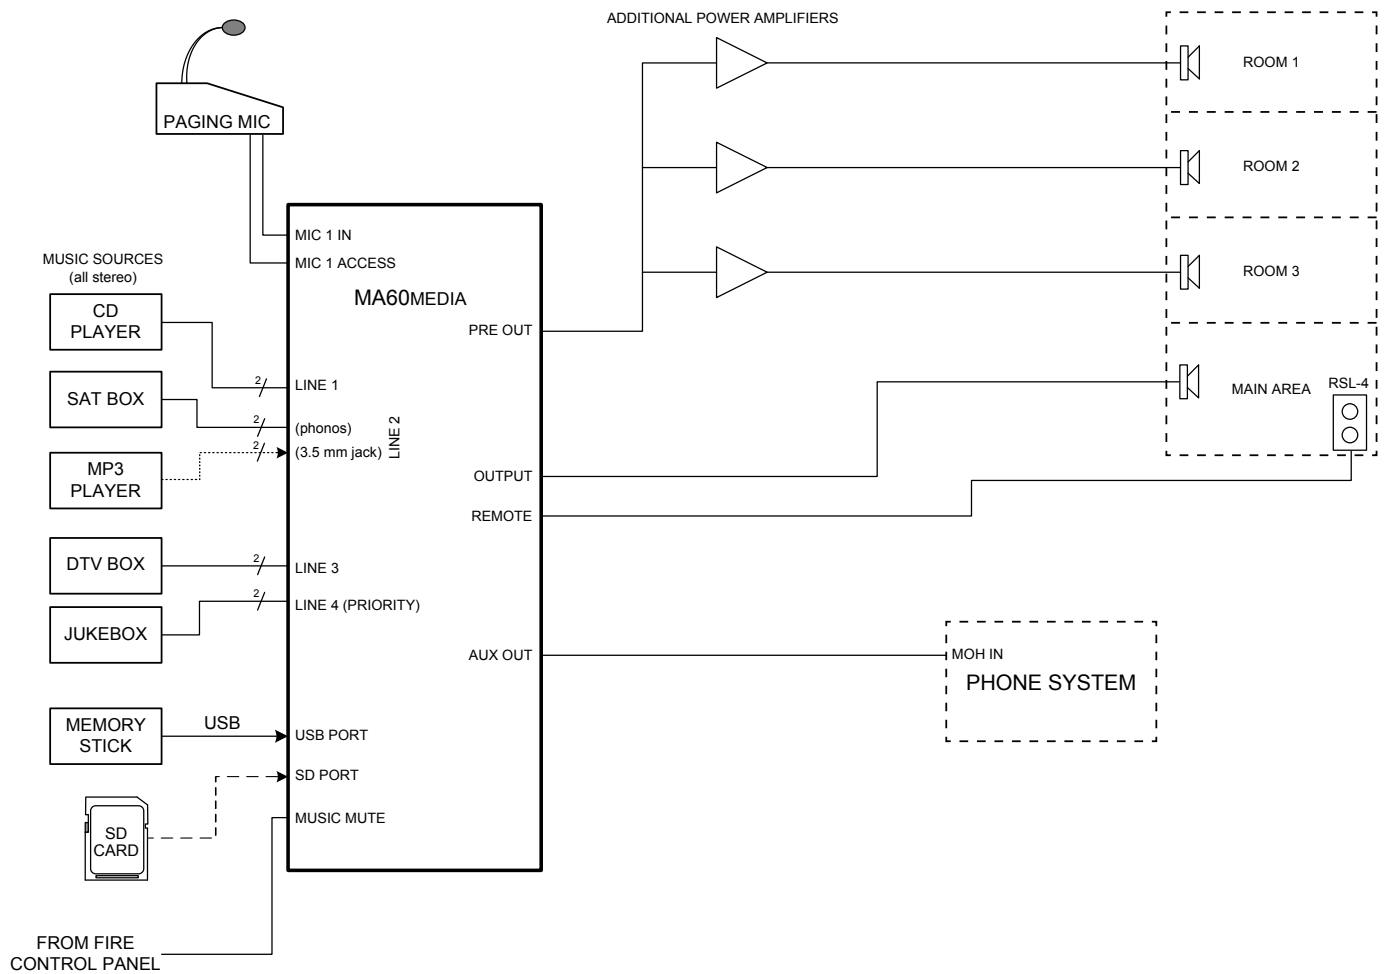 ADDITIONAL POWER AMPLIFIERS
ROOM 1
PAGING MIC
ROOM 2
MIC 1 IN
MUSIC SOURCES
(all stereo)
MIC 1 ACCESS
ROOM 3
MA60MEDIA
CD
PLAYER
PRE OUT
2
LINE 1
MAIN AREA
RSL-4
SAT BOX
2
(phonos)
LINE 2
2
(3.5 mm jack)
MP3
PLAYER
OUTPUT
REMOTE
DTV BOX
2
LINE 3
JUKEBOX
2
LINE 4 (PRIORITY)
AUX OUT
MOH IN
PHONE SYSTEM
MEMORY
STICK
USB
USB PORT
SD PORT
MUSIC MUTE
SD
CARD
FROM FIRE
CONTROL PANEL